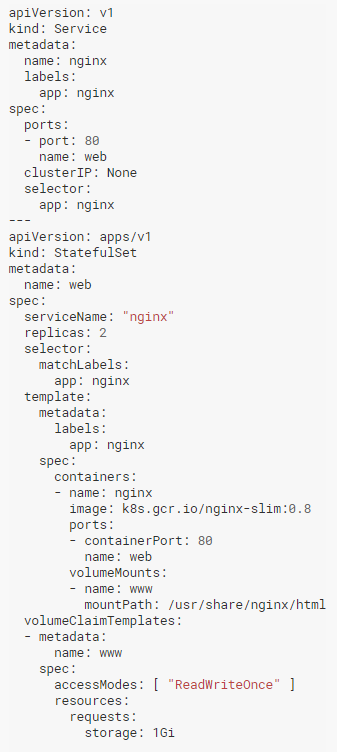 apiVersion: v1
kind: Service
metadata:
  name: nginx
  labels:
    app: nginx
spec:
  ports:
  - port: 80
    name: web
  clusterIP: None
  selector:
    app: nginx
---
apiVersion: apps/v1
kind: StatefulSet
metadata:
  name: web
spec:
  serviceName: "nginx"
  replicas: 2
  selector:
    matchLabels:
      app: nginx
  template:
    metadata:
      labels:
        app: nginx
    spec:
      containers:
      - name: nginx
        image: k8s.gcr.io/nginx-slim:0.8
        ports:
        - containerPort: 80
          name: web
        volumeMounts:
        - name: www
          mountPath: /usr/share/nginx/html
  volumeClaimTemplates:
  - metadata:
      name: www
    spec:
      accessModes: [ "ReadWriteOnce" ]
      resources:
        requests:
          storage: 1Gi